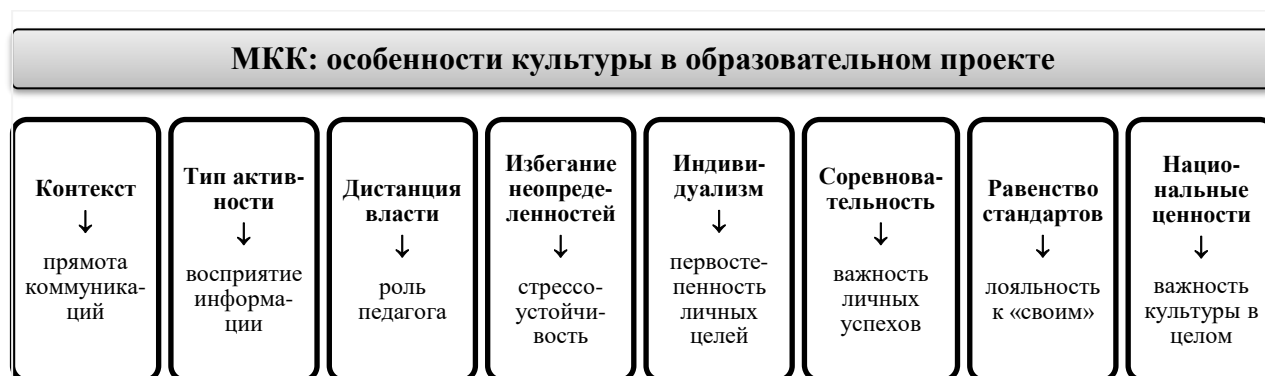 МКК: особенности культуры в образовательном проекте
Контекст
↓
прямота
коммуника-
ций
Тип актив-
ности
↓
восприятие
информа-
ции
Дистанция
власти
↓
роль
педагога
Избегание
неопреде-
ленностей
↓
стрессо-
устойчи-
вость
Индиви-
дуализм
↓
первосте-
пенность
личных
целей
Соревнова-
тельность
↓
важность
личных
успехов
Равенство
стандартов
↓
лояльность
к «своим»
Нацио-
нальные
ценности
↓
важность
культуры в
целом